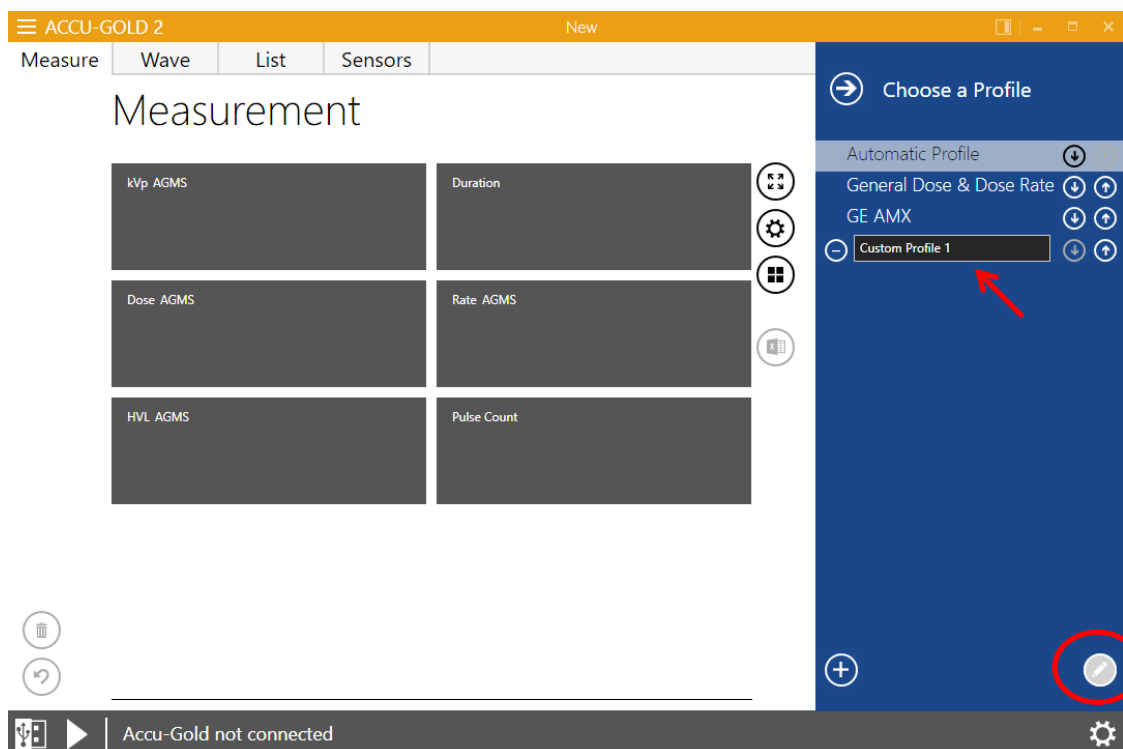 ACCU-GOLD 2
New
Measure
Wave
List
Sensors
Measurement
kVp AGMS
Duration
Dose AGMS
Rate AGMS
HVL AGMS
Pulse Count
Choose a Profile
Automatic Profile
General Dose & Dose Rate
GE AMX
Custom Profile 1
Accu-Gold not connected